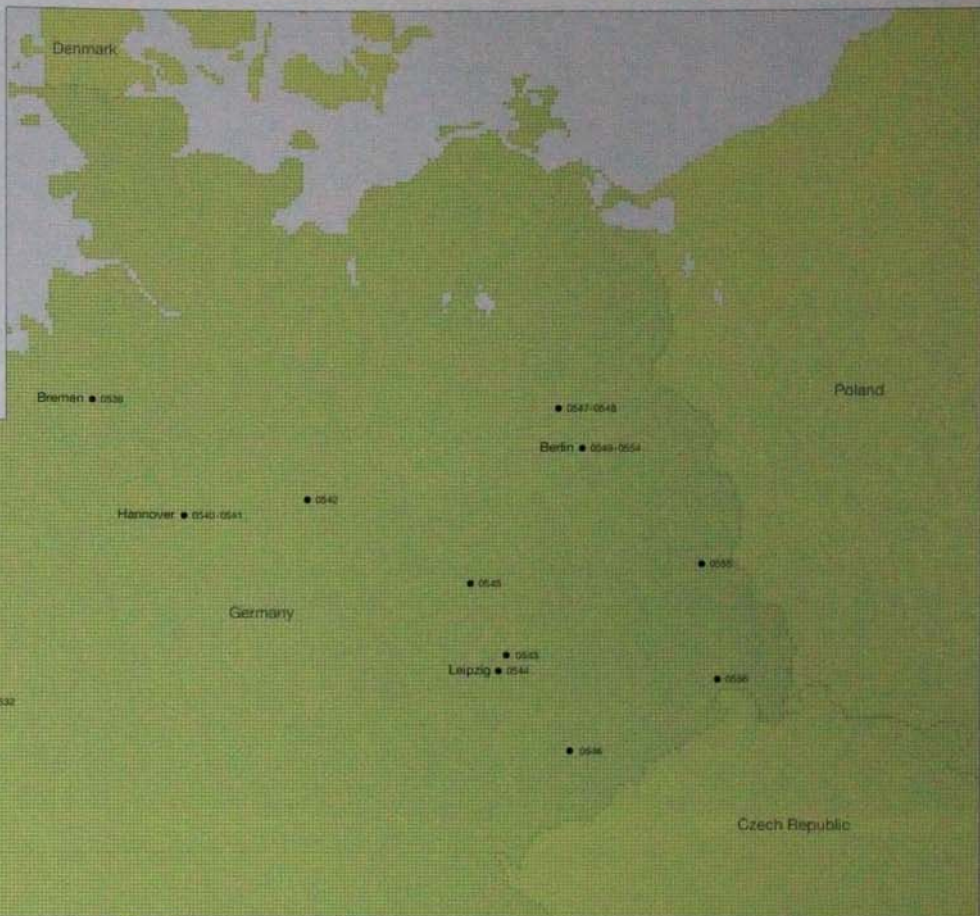 Denmark
Poland
Bremen 0539
0547-0548
Berlin 0549-0554
0542
Hannover 0540-0541
0555
0545
Germany
0543
Leipzig 0544
0556
0546
Czech Republic